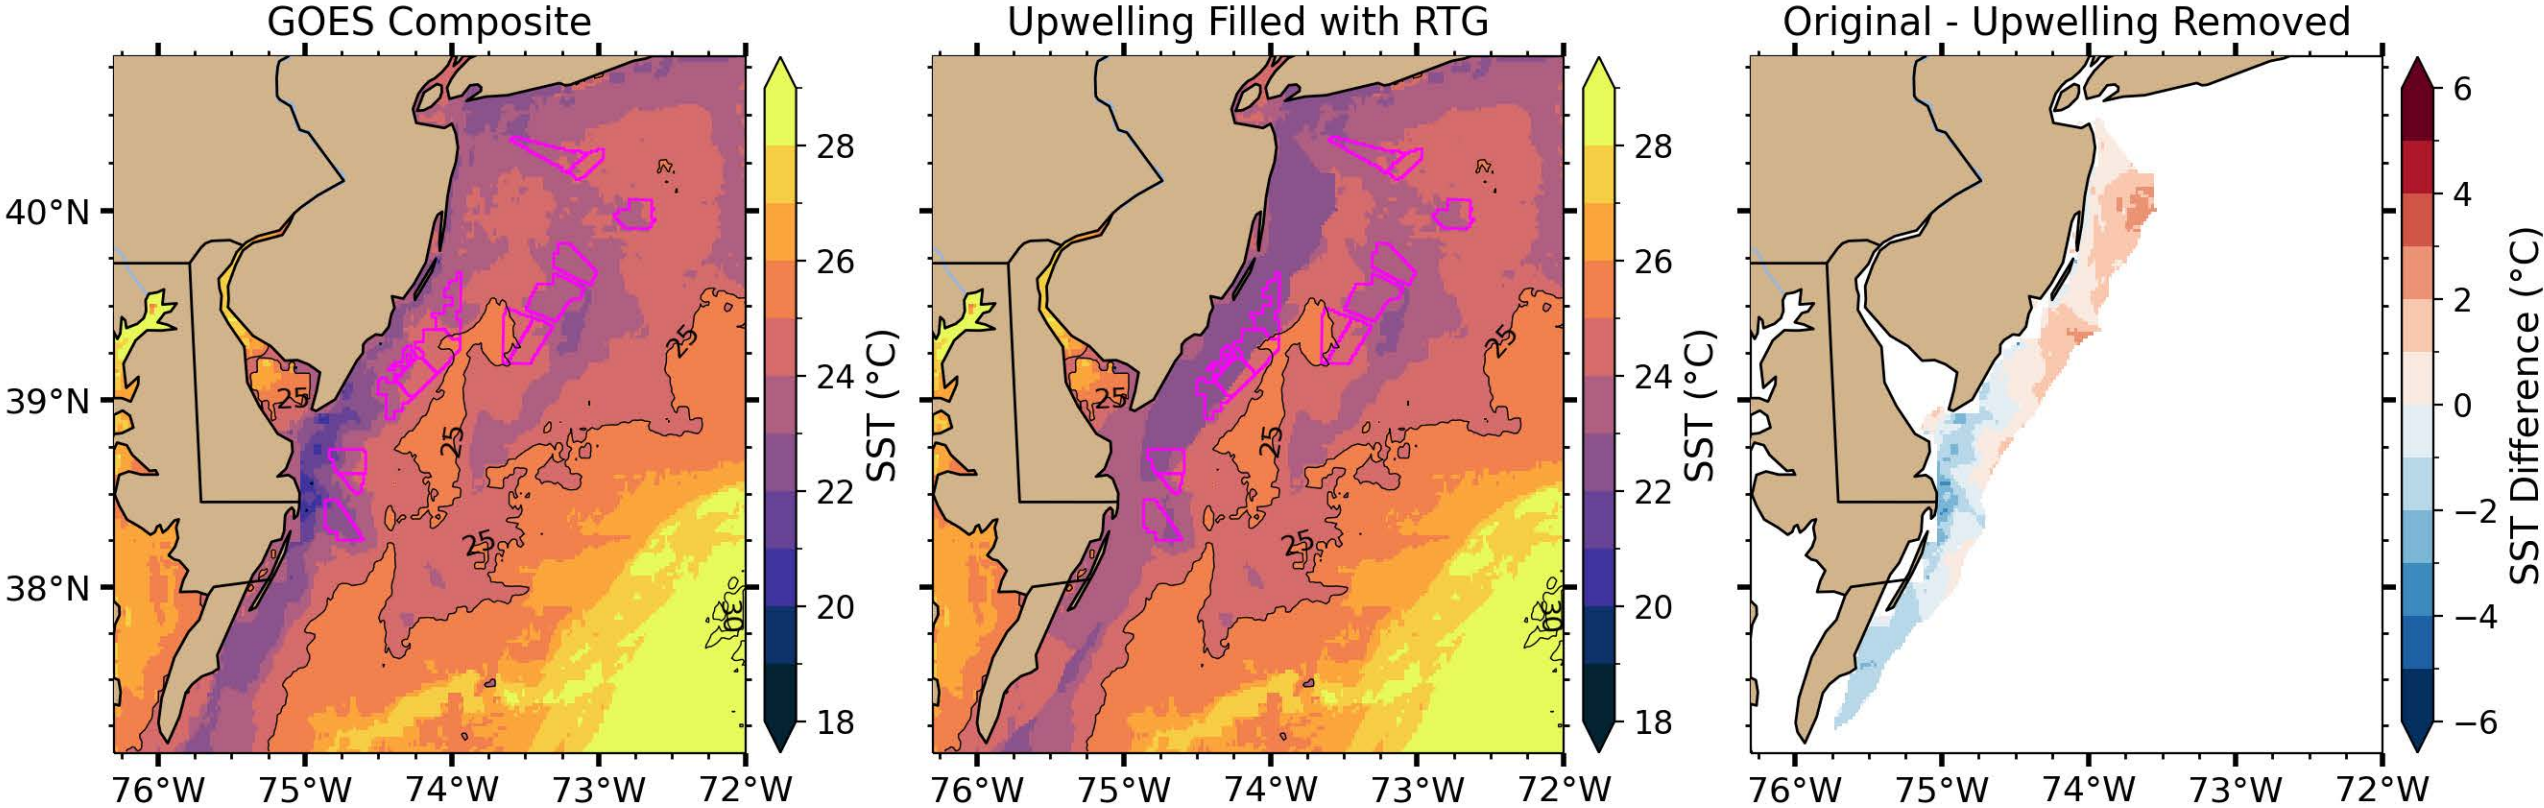 GOES Composite
Upwelling Filled with RTG
Original - Upwelling Removed
40°N
39°N
38°N
76°W
75°W
74°W
73°W
72°W
25
25
25
25
30
28
26
24
22
20
18
SST (°C)
76°W
75°W
74°W
73°W
72°W
25
25
25
25
30
28
26
24
22
20
18
SST (°C)
76°W
75°W
74°W
73°W
72°W
6
4
2
0
−2
−4
−6
SST Difference (°C)